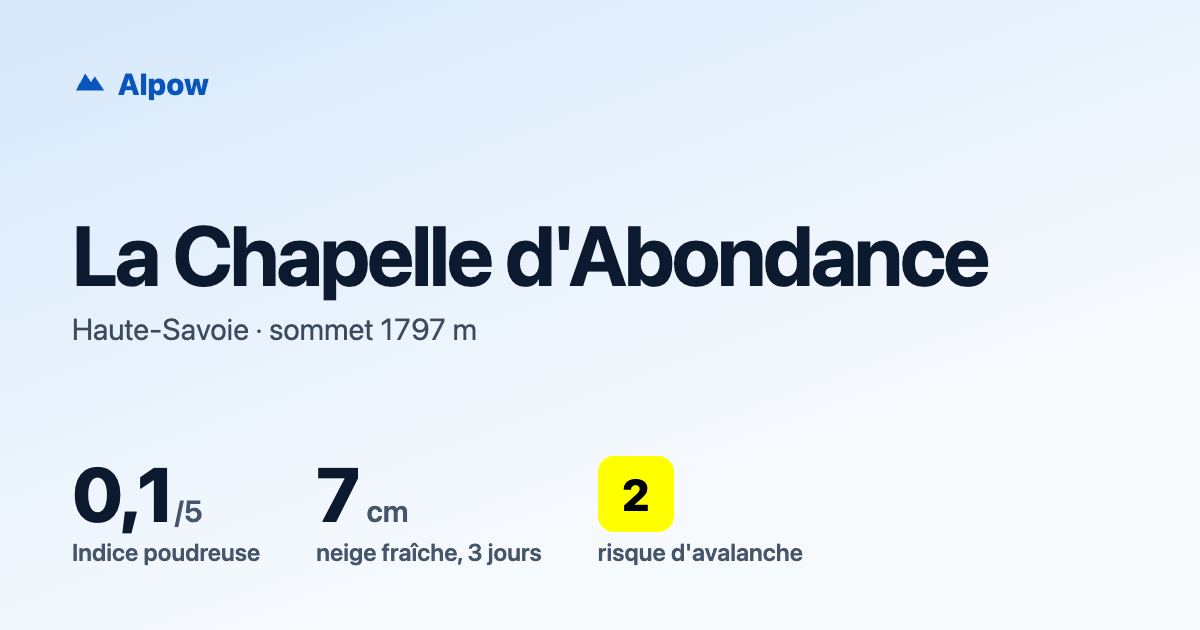 Alpow
La Chapelle d'Abondance
Haute-Savoie · sommet 1797 m
0,1/5 7 cm 2
Indice poudreuse neige fraîche, 3 jours risque d'avalanche